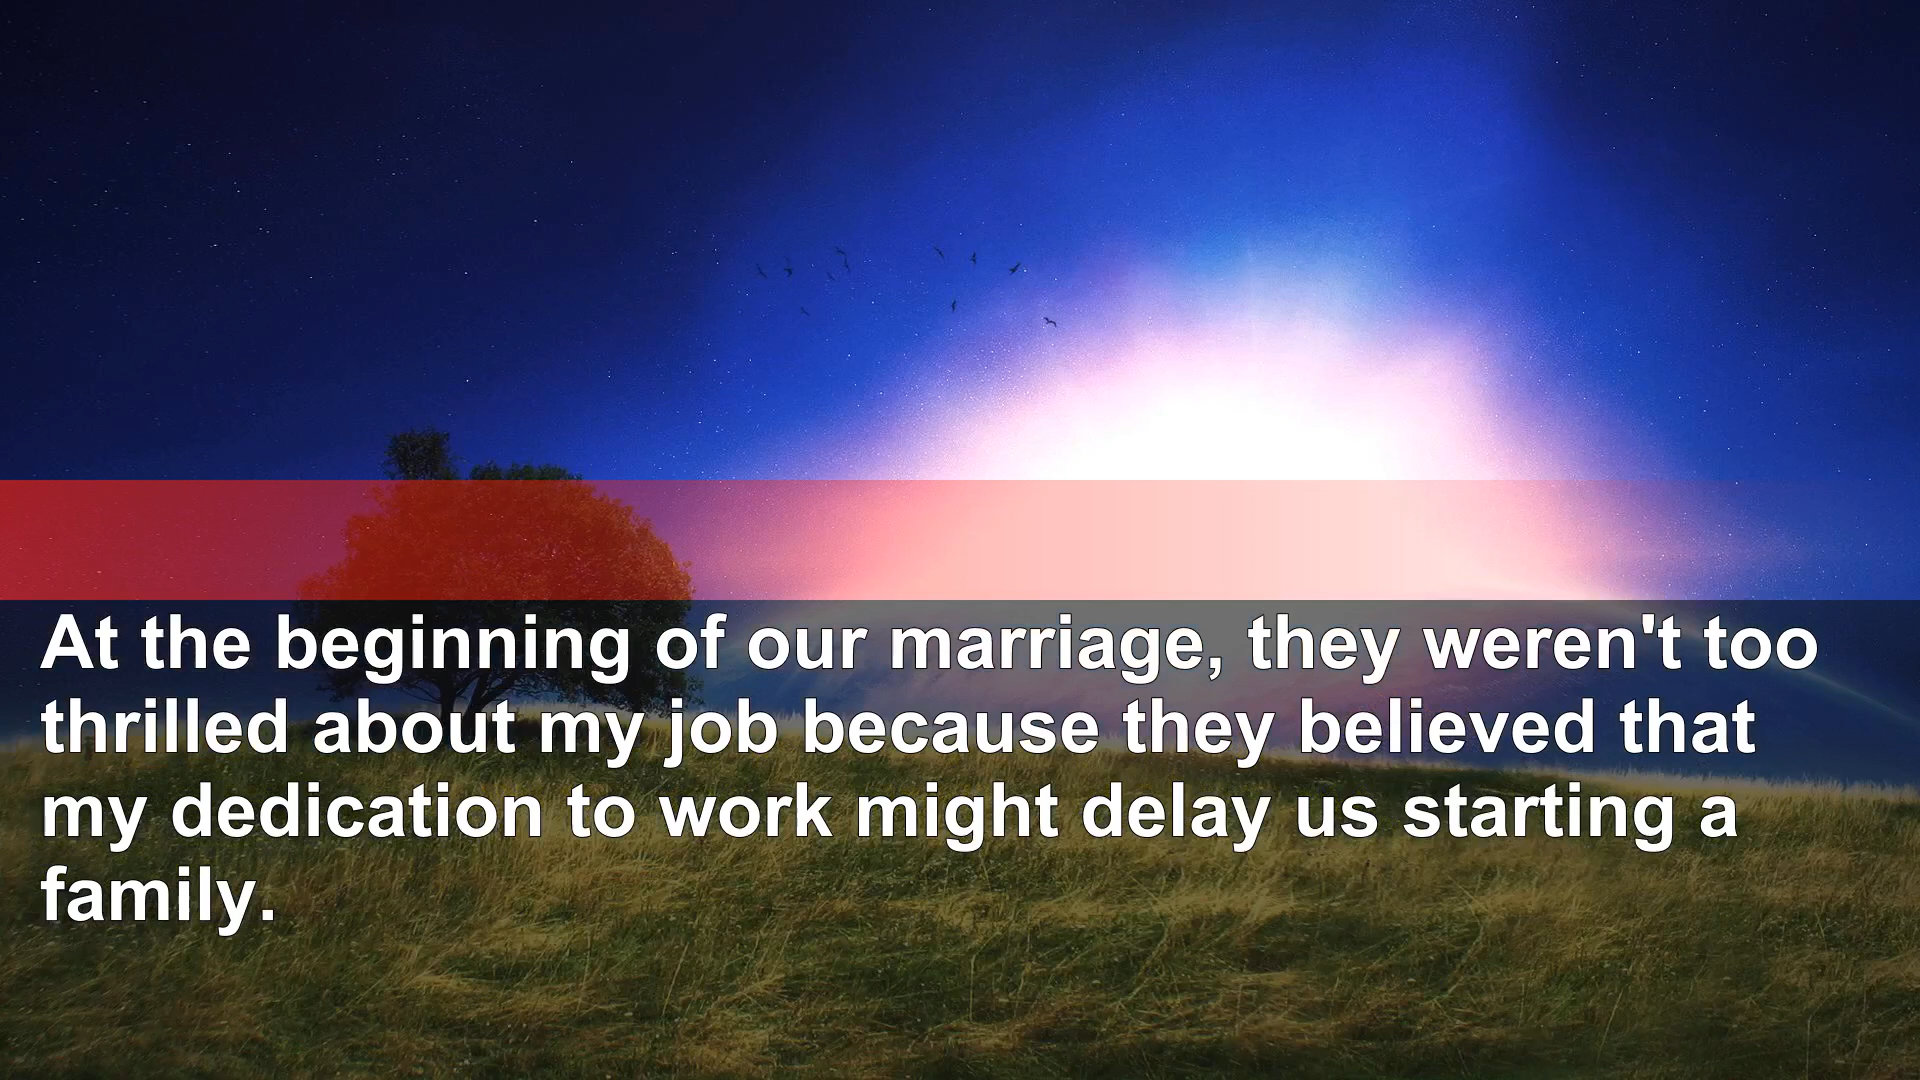 At the beginning of our marriage, they weren't too
thrilled about my job because they believed that
my dedication to work might delay us starting a
family.